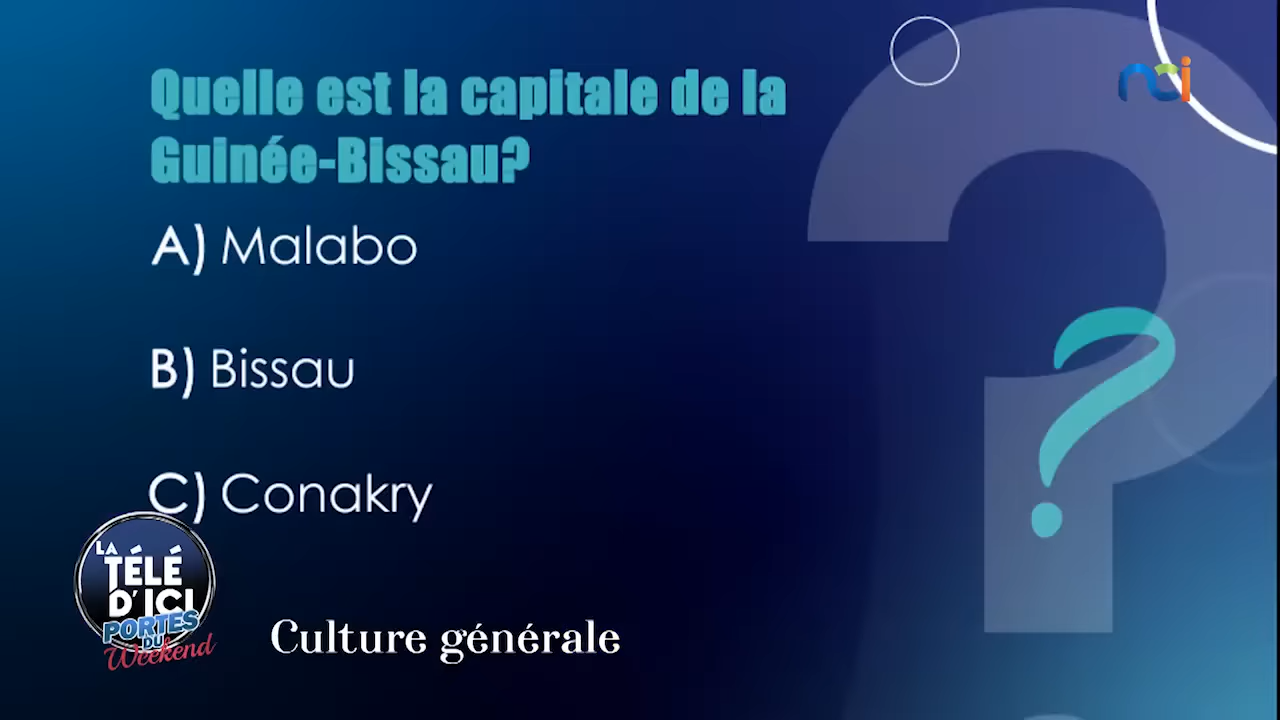 nci
Quelle est la capitale de la
Guinée-Bissau?
A) Malabo
B) Bissau
C) Conakry
LA
TÉLÉ
D'ICI
PORTES
DU
Weekend
Culture générale